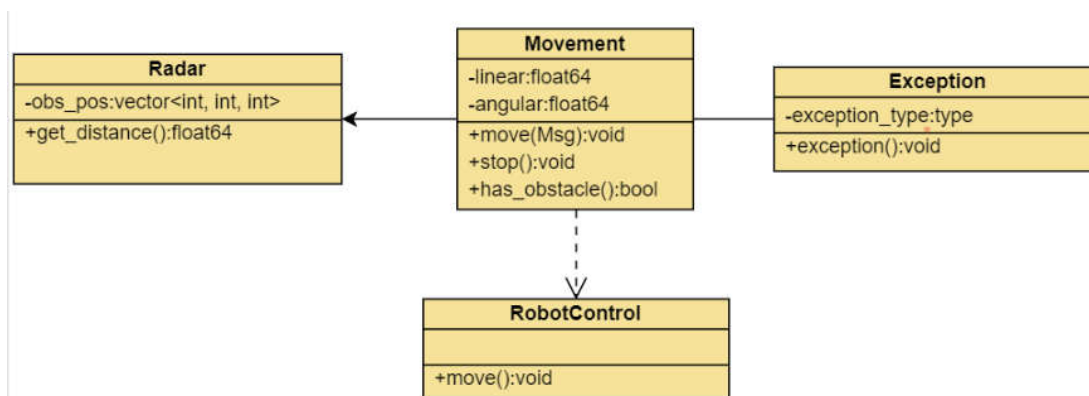 Radar
-obs_pos:vector<int, int, int>
+get_distance():float64
Movement
-linear:float64
-angular:float64
+move(Msg):void
+stop():void
+has_obstacle():bool
Exception
-exception_type:type
+exception():void
RobotControl
+move():void